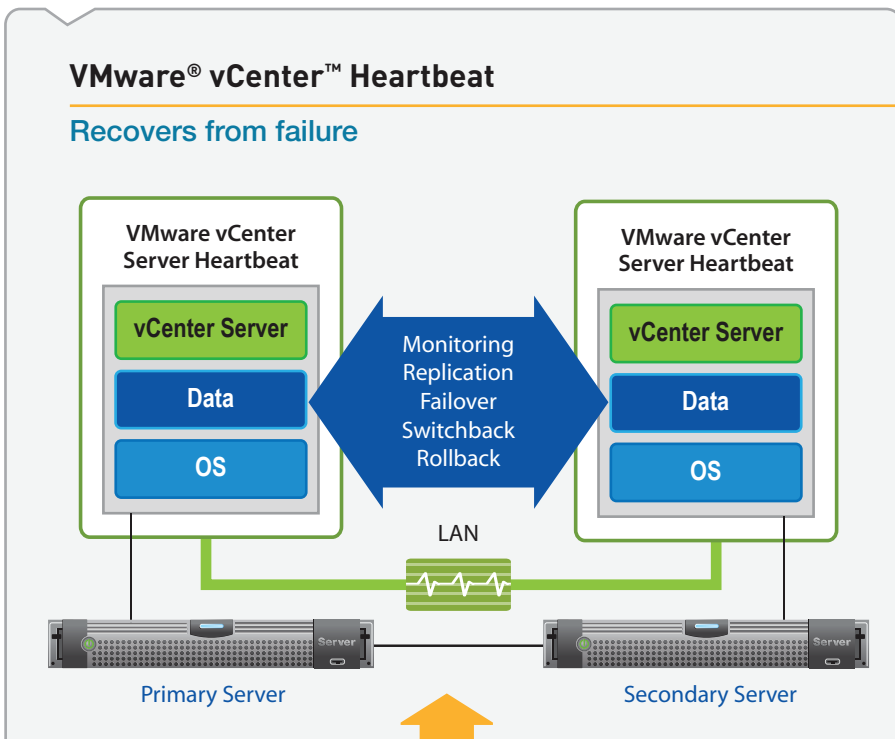 VMware® vCenter™ Heartbeat
Recovers from failure
VMware vCenter
Server Heartbeat
vCenter Server
Data
OS
Monitoring
Replication
Failover
Switchback
Rollback
VMware vCenter
Server Heartbeat
vCenter Server
Data
OS
LAN
Server
Server
Primary Server
Secondary Server